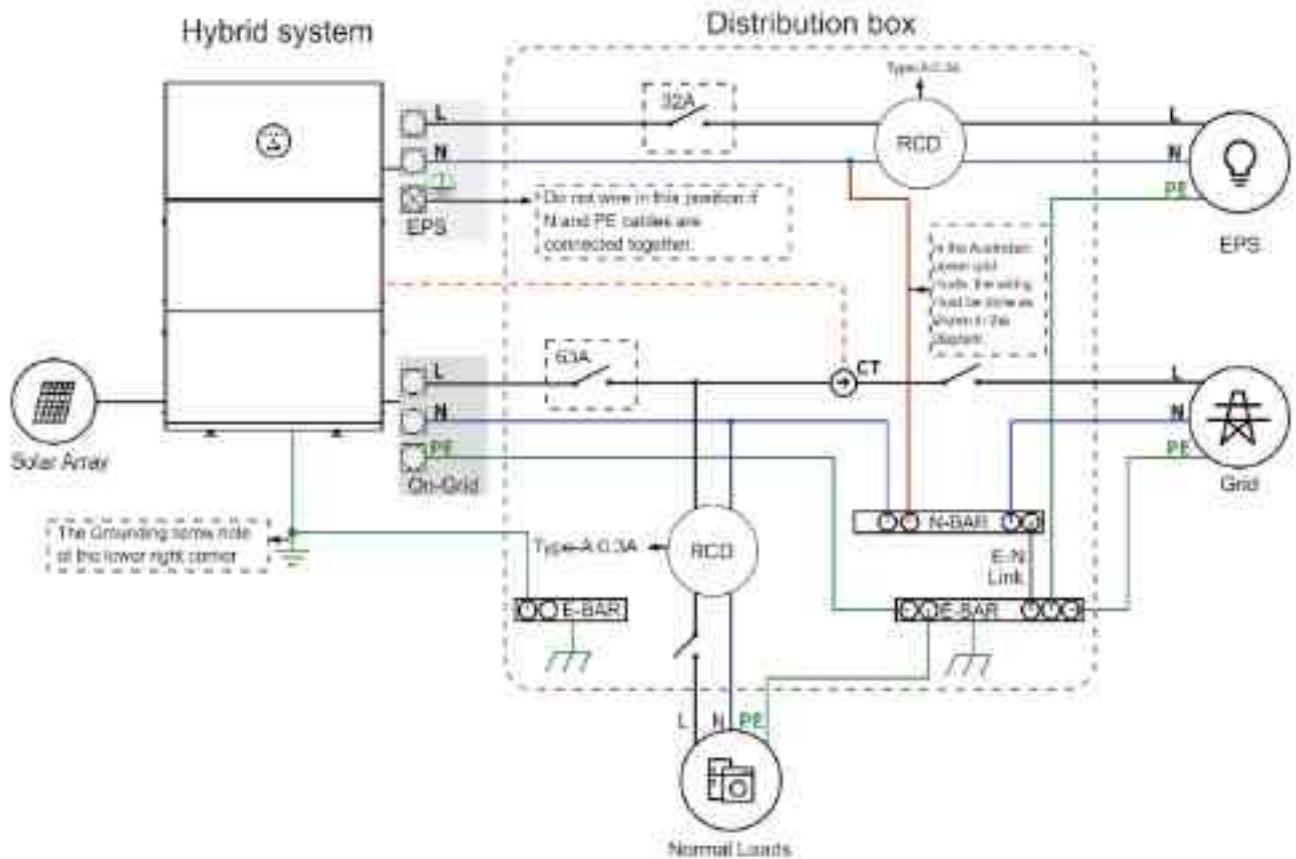 Hybrid system
Distribution box
Type A 0.3A
32A
L
N
EPS
RCD
L
N
PE
EPS
Do not wire in this position if
N and PE cables are
connected together.
In the Australian
power grid
mode, the wiring
must be done as
shown in the
diagram.
63A
CT
L
N
PE
On-Grid
L
N
PE
Grid
Solar Array
The Grounding screw hole
at the lower right corner
Type-A 0.3A
RCD
N-BAR
E-N
Link
E-BAR
E-BAR
L
N
PE
Normal Loads